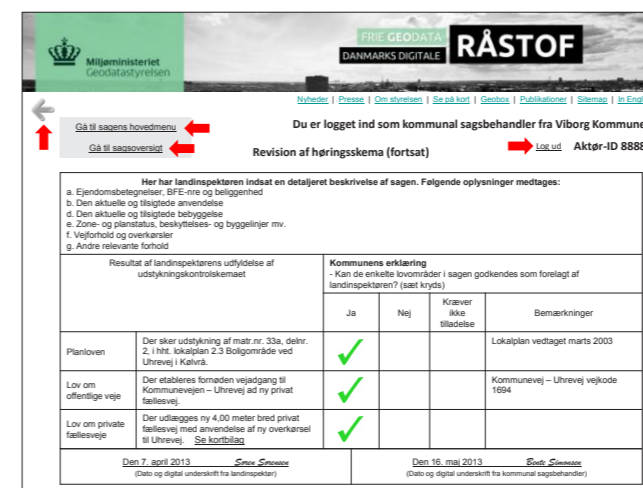 Miljøministeriet
Geodatastyrelsen
FRIE GEODATA
DANMARKS DIGITALE RÅSTOF
Nyheder | Presse | Om styrelsen | Se på kort | Geobox | Publikationer | Sitemap | In Engl
Gå til sagens hovedmenu
Gå til sagsoversigt
Du er logget ind som kommunal sagsbehandler fra Viborg Kommune
Revision af høringsskema (fortsat)
Log ud Aktør-ID 8888
Her har landinspektøren indsat en detaljeret beskrivelse af sagen. Følgende oplysninger medtages:
a. Ejendomsbetegnelser, BFE-nre og beliggenhed
b. Den aktuelle og tilsigtede anvendelse
d. Den aktuelle og tilsigtede bebyggelse
e. Zone- og planstatus, beskyttelses- og byggelinjer mv.
f. Vejforhold og overkørsler
g. Andre relevante forhold
Resultat af landinspektørens udfyldelse af
udstykningskontrolskemaet
Kommunens erklæring
- Kan de enkelte lovområder i sagen godkendes som forelagt af
landinspektøren? (sæt kryds)
Ja
Nej
Kræver
ikke
tilladelse
Bemærkninger
Planloven
Der sker udstykning af matr.nr. 33a, delnr.
2, i hht. lokalplan 2.3 Boligområde ved
Uhrevej i Kølvrå.
Lokalplan vedtaget marts 2003
Lov om
offentlige veje
Der etableres fornøden vejadgang til
Kommunevejen – Uhrevej ad ny privat
fællesvej.
Kommunevej – Uhrevej vejkode
1694
Lov om private
fællesveje
Der udlægges ny 4,00 meter bred privat
fællesvej med anvendelse af ny overkørsel
til Uhrevej. Se kortbilag
Den 7. april 2013 Søren Sørensen
(Dato og digital underskrift fra landinspektør)
Den 16. maj 2013 Bente Simonsen
(Dato og digital underskrift fra kommunal sagsbehandler)